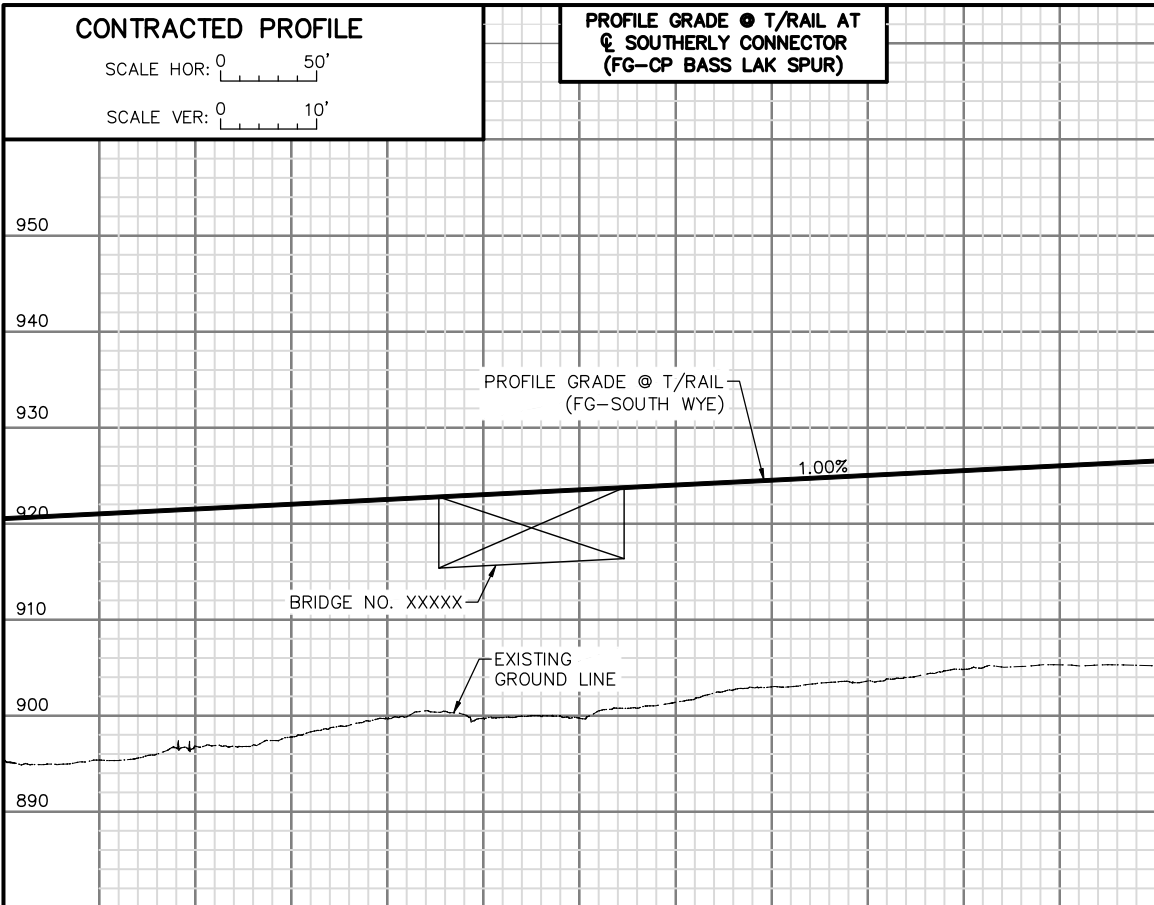 CONTRACTED PROFILE
SCALE HOR: 0 50'
SCALE VER: 0 10'
PROFILE GRADE @ T/RAIL AT
℄ SOUTHERLY CONNECTOR
(FG-CP BASS LAK SPUR)
950
940
930
920
910
900
890
PROFILE GRADE @ T/RAIL
(FG-SOUTH WYE)
1.00%
BRIDGE NO. XXXXX
EXISTING
GROUND LINE